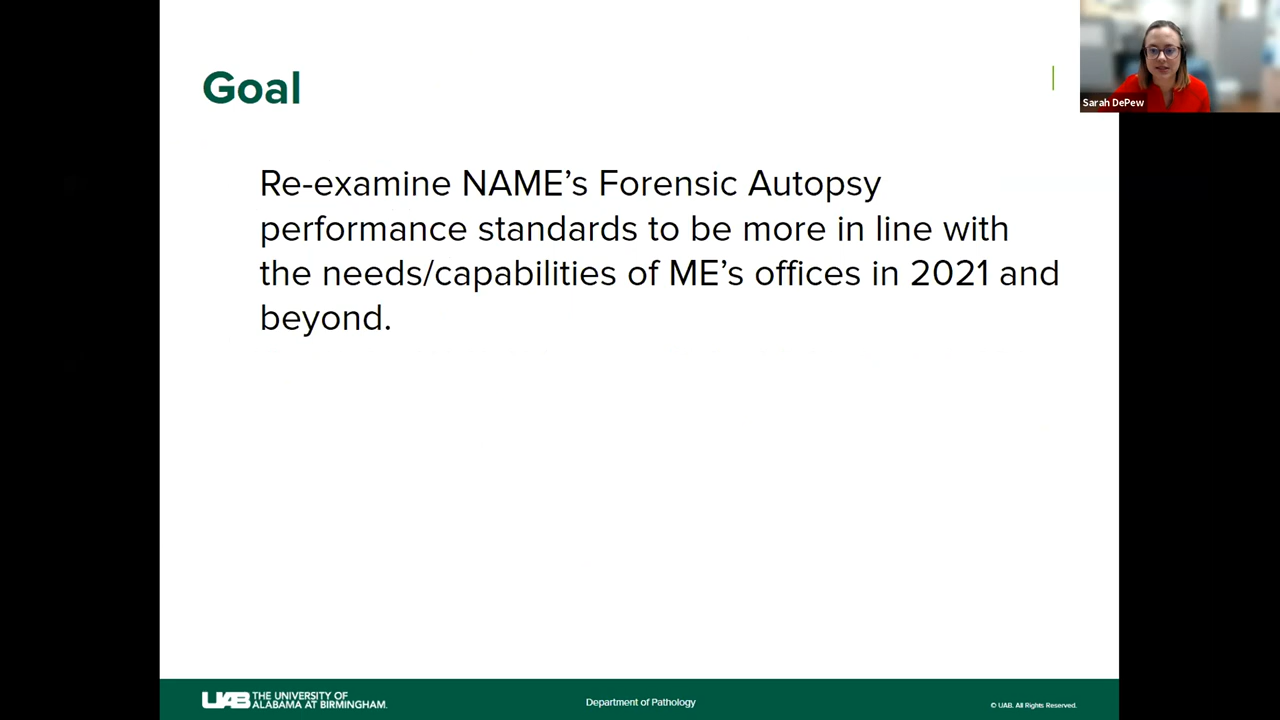 Goal
Sarah DePew
Re-examine NAME’s Forensic Autopsy
performance standards to be more in line with
the needs/capabilities of ME’s offices in 2021 and
beyond.
UAB THE UNIVERSITY OF
ALABAMA AT BIRMINGHAM.
Department of Pathology
© UAB. All Rights Reserved.